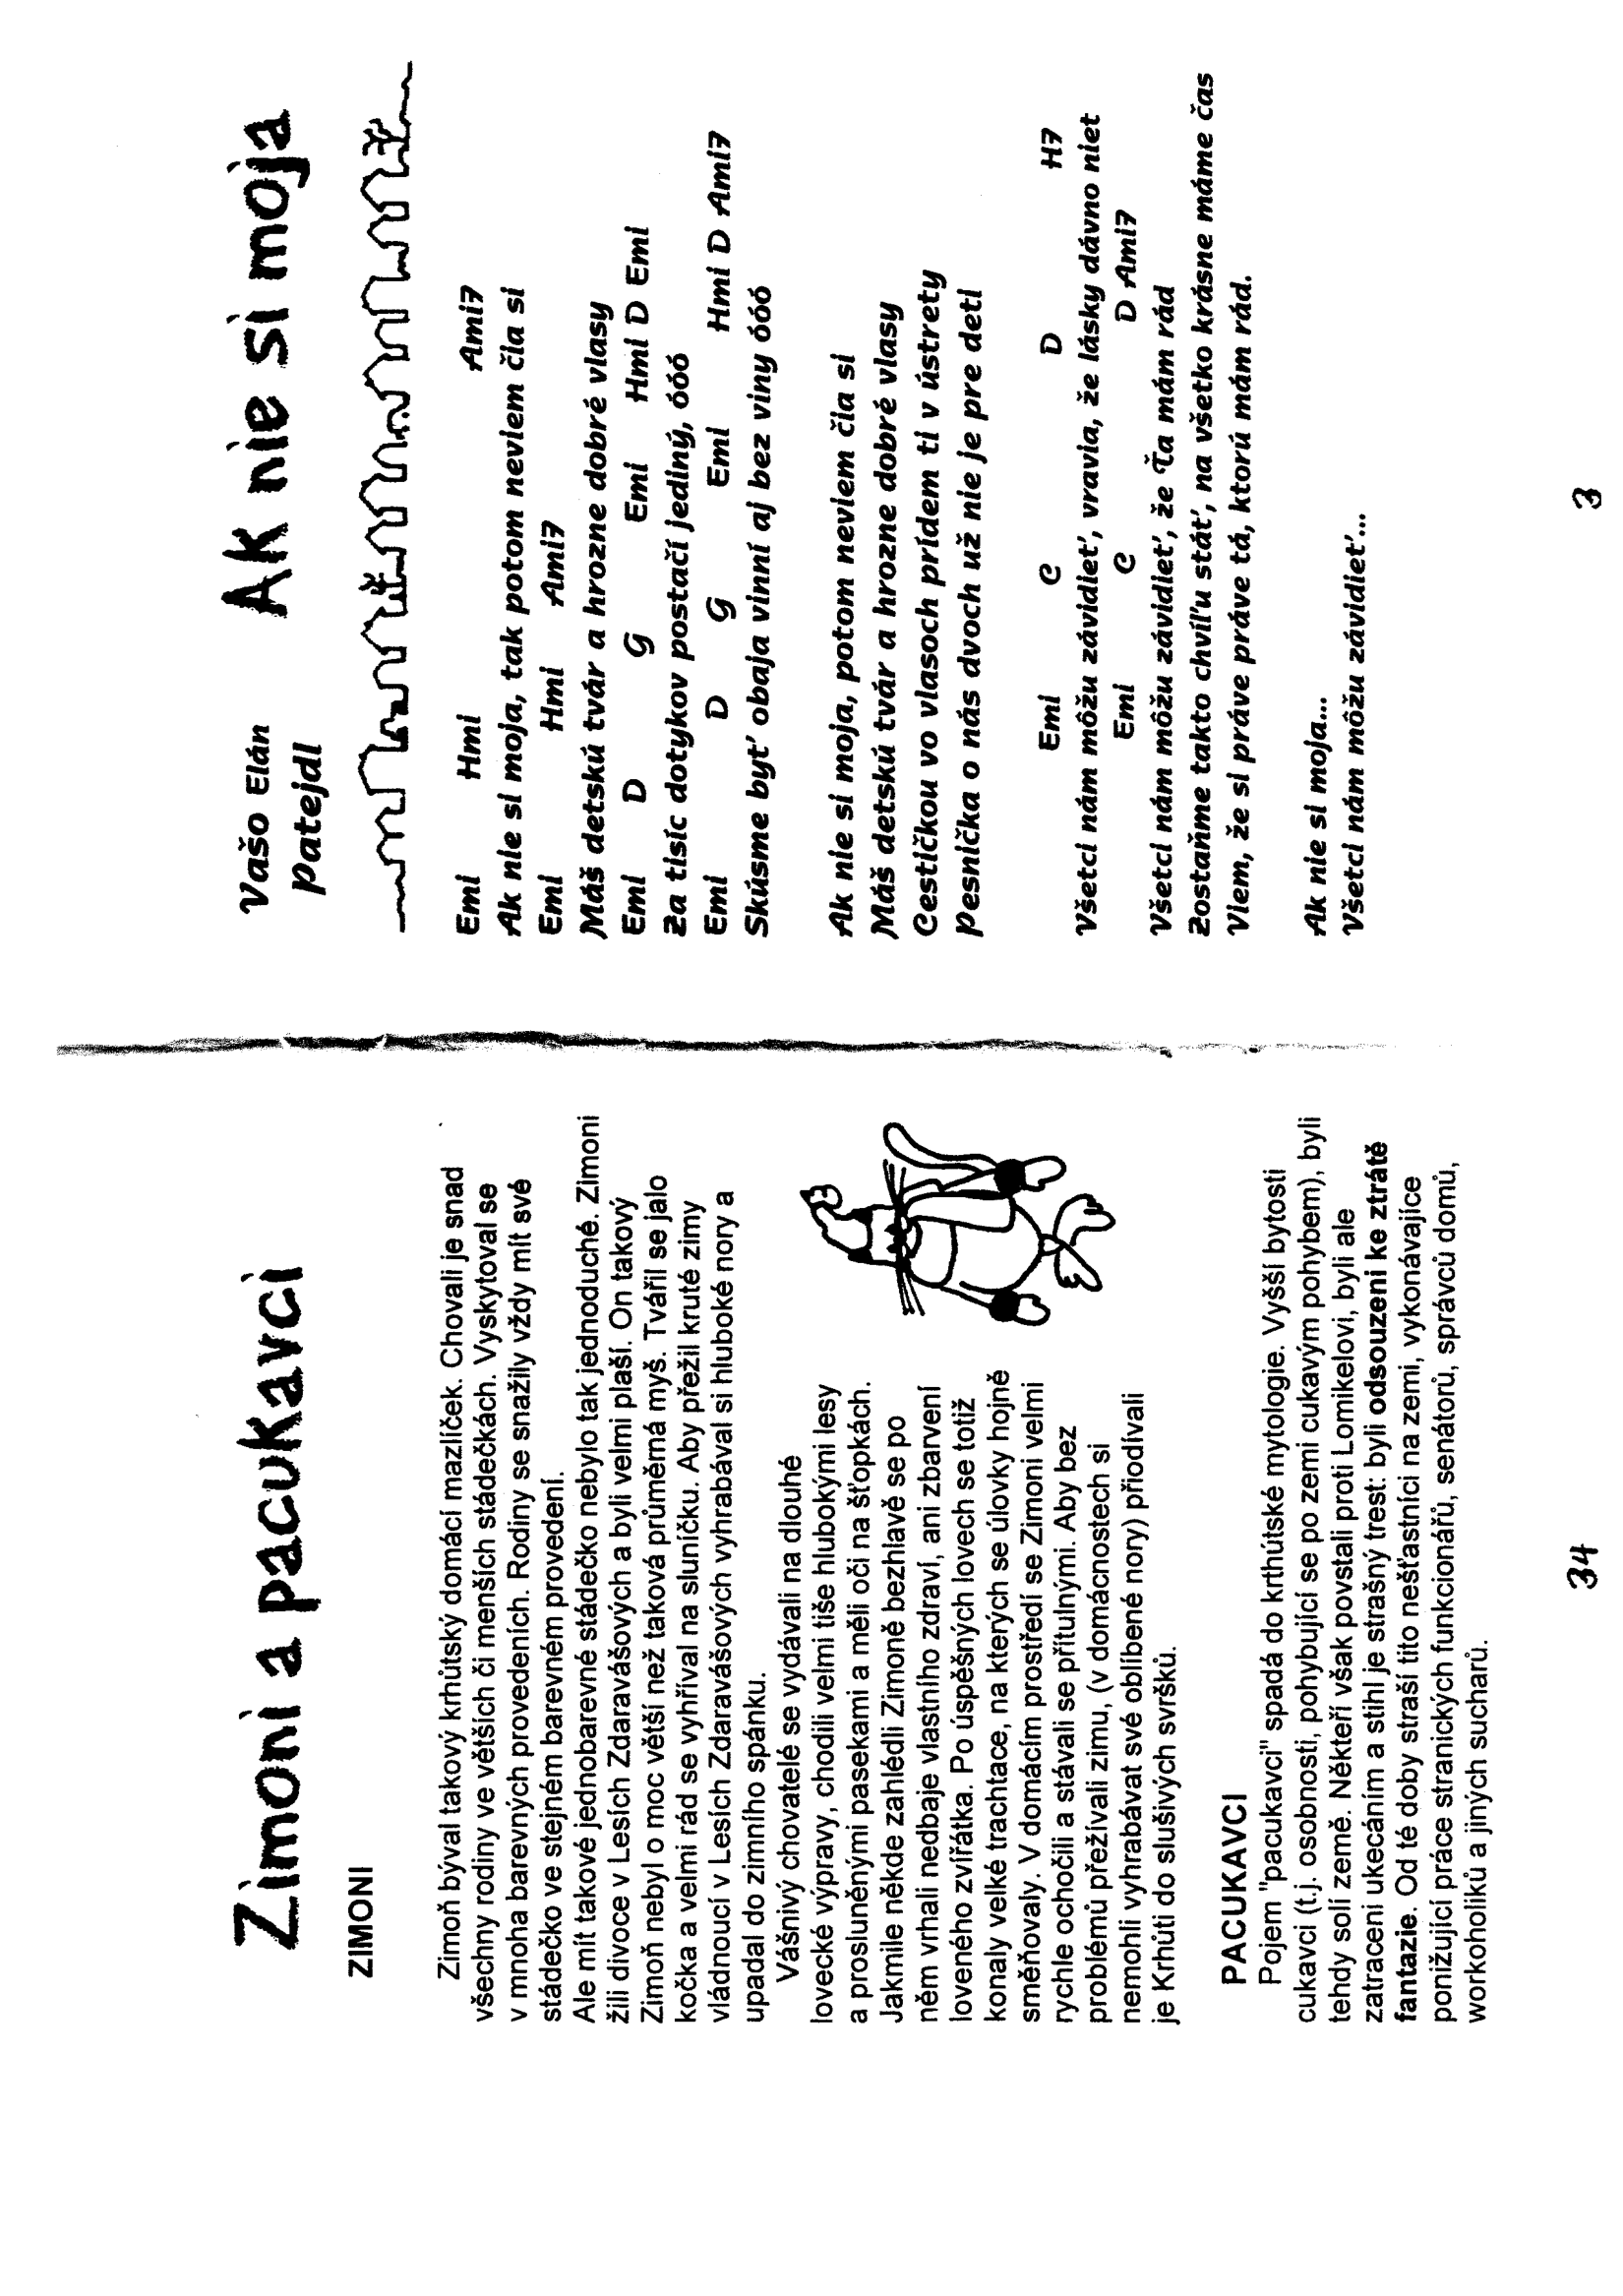 Zimoni a pacukavci
ZIMONI
Zimoň býval takový krhůtský domácí mazlíček. Chovali je snad
všechny rodiny ve větších či menších stádečkách. Vyskytoval se
v mnoha barevných provedeních. Rodiny se snažily vždy mít své
stádečko ve stejném barevném provedení.
Ale mít takové jednobarevné stádečko nebylo tak jednoduché. Zimoni
žili divoce v Lesích Zdaravášových a byli velmi plaší. On takový
Zimoň nebyl o moc větší než taková průměrná myš. Tvářil se jalo
kočka a velmi rád se vyhříval na sluníčku. Aby přežil kruté zimy
vládnoucí v Lesích Zdaravášových vyhrabával si hluboké nory a
upadal do zimního spánku.
Vášnivý chovatelé se vydávali na dlouhé
lovecké výpravy, chodili velmi tiše hlubokými lesy
a prosluněnými pasekami a měli oči na šťopkách.
Jakmile někde zahlédli Zimoně bezhlavě se po
něm vrhali nedbaje vlastního zdraví, ani zbarvení
loveného zvířátka. Po úspěšných lovech se totiž
konaly velké trachtace, na kterých se úlovky hojně
směňovaly. V domácím prostředí se Zimoni velmi
rychle ochočili a stávali se přítulnými. Aby bez
problémů přežívali zimu, (v domácnostech si
nemohli vyhrabávat své oblíbené nory) přiodívali
je Krhúti do slušivých svršků.
PACUKAVCI
Pojem "pacukavci" spadá do krthútské mytologie. Vyšší bytosti
cukavci (t.j. osobnosti, pohybující se po zemi cukavým pohybem), byli
tehdy solí země. Někteří však povstali proti Lomikelovi, byli ale
zatraceni ukecáním a stihl je strašný trest: byli odsouzeni ke ztrátě
fantazie. Od té doby straší tito nešťastníci na zemi, vykonávajíce
ponižující práce stranických funkcionářů, senátorů, správců domů,
workoholiků a jiných sucharů.
34
Vašo Elán
Patejdl
Ak nie si moja
Emi Hmi Ami7
Ak nie si moja, tak potom neviem čia si
Emi Hmi Ami7
Máš detskú tvár a hrozne dobré vlasy
Emi D G Emi Hmi D Emi
Za tisíc dotykov postačí jediný, óóó
Emi D G Emi Hmi D Ami7
Skúsme byť obaja vinní aj bez viny óóó
Ak nie si moja, potom neviem čia si
Máš detskú tvár a hrozne dobré vlasy
Cestičkou vo vlasoch prídem ti v ústrety
Pesnička o nás dvoch už nie je pre deti
Emi C D H7
Všetci nám môžu závidieť, vravia, že lásky dávno niet
Emi C D Ami7
Všetci nám môžu závidieť, že Ťa mám rád
Zostaňme takto chvíľu stáť, na všetko krásne máme čas
Viem, že si práve práve tá, ktorú mám rád.
Ak nie si moja...
Všetci nám môžu závidieť...
3